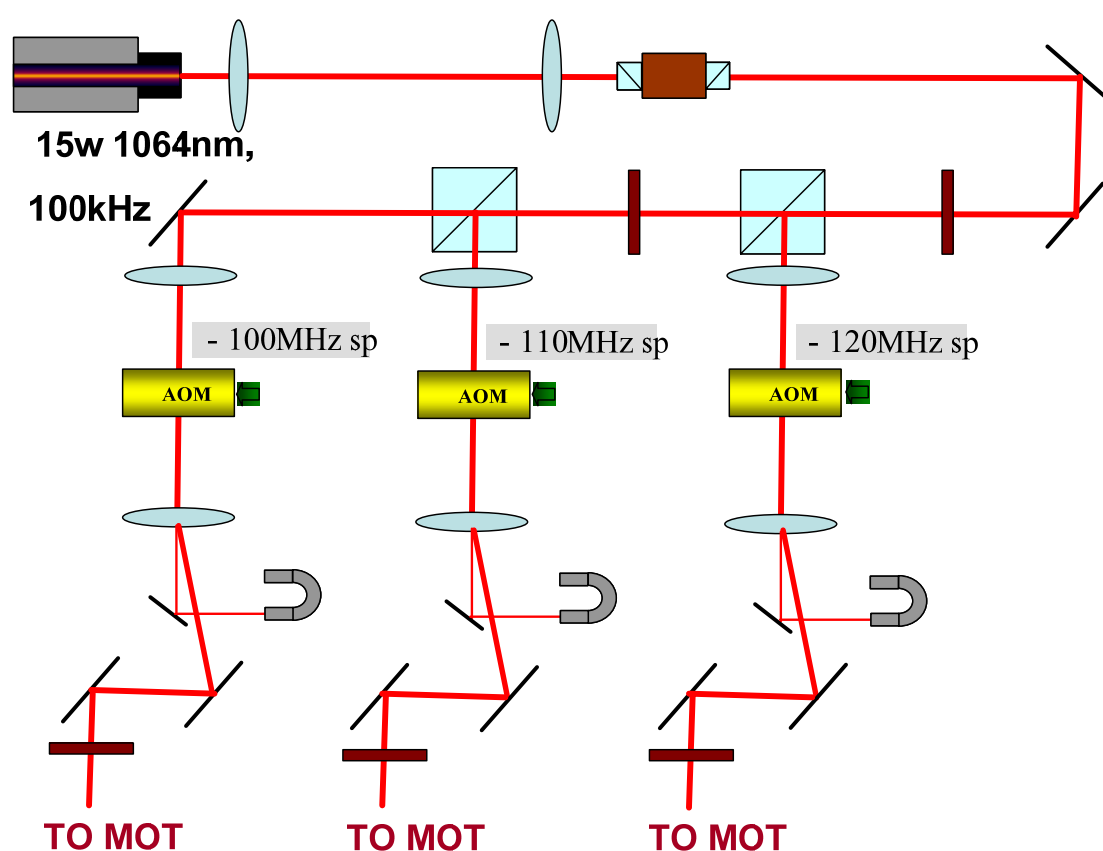 15w 1064nm,
100kHz
- 100MHz sp
- 110MHz sp
- 120MHz sp
AOM
AOM
AOM
TO MOT
TO MOT
TO MOT